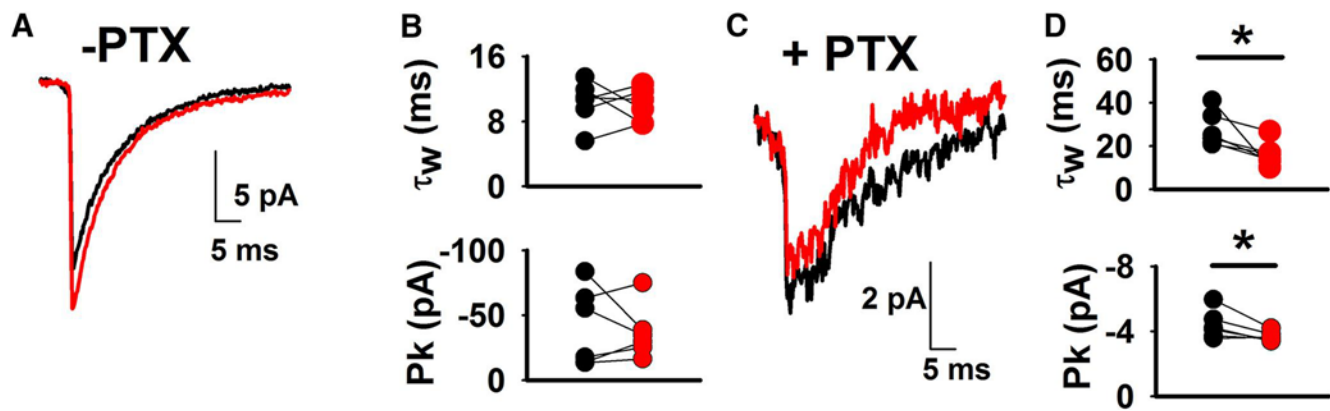 A
-PTX
5 pA
5 ms
B
τw (ms)
16
8
0
Pk (pA)
-100
-50
0
C
+ PTX
2 pA
5 ms
D
*
τw (ms)
60
40
20
0
*
Pk (pA)
-8
-4
0